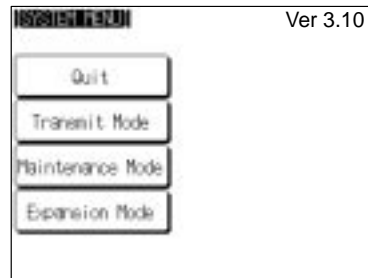 [SYSTEM MENU]
Ver 3.10
Quit
Transmit Mode
Maintenance Mode
Expansion Mode